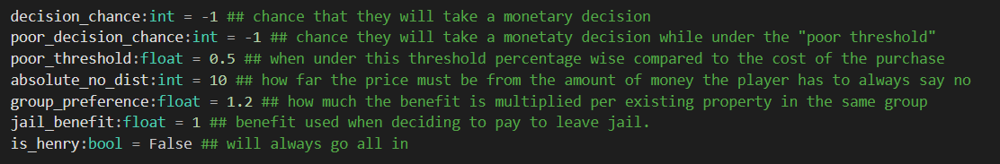 decision_chance:int = -1 ## chance that they will take a monetary decision
poor_decision_chance:int = -1 ## chance they will take a monetaty decision while under the "poor threshold"
poor_threshold:float = 0.5 ## when under this threshold percentage wise compared to the cost of the purchase
absolute_no_dist:int = 10 ## how far the price must be from the amount of money the player has to always say no
group_preference:float = 1.2 ## how much the benefit is multiplied per existing property in the same group
jail_benefit:float = 1 ## benefit used when deciding to pay to leave jail.
is_henry:bool = False ## will always go all in